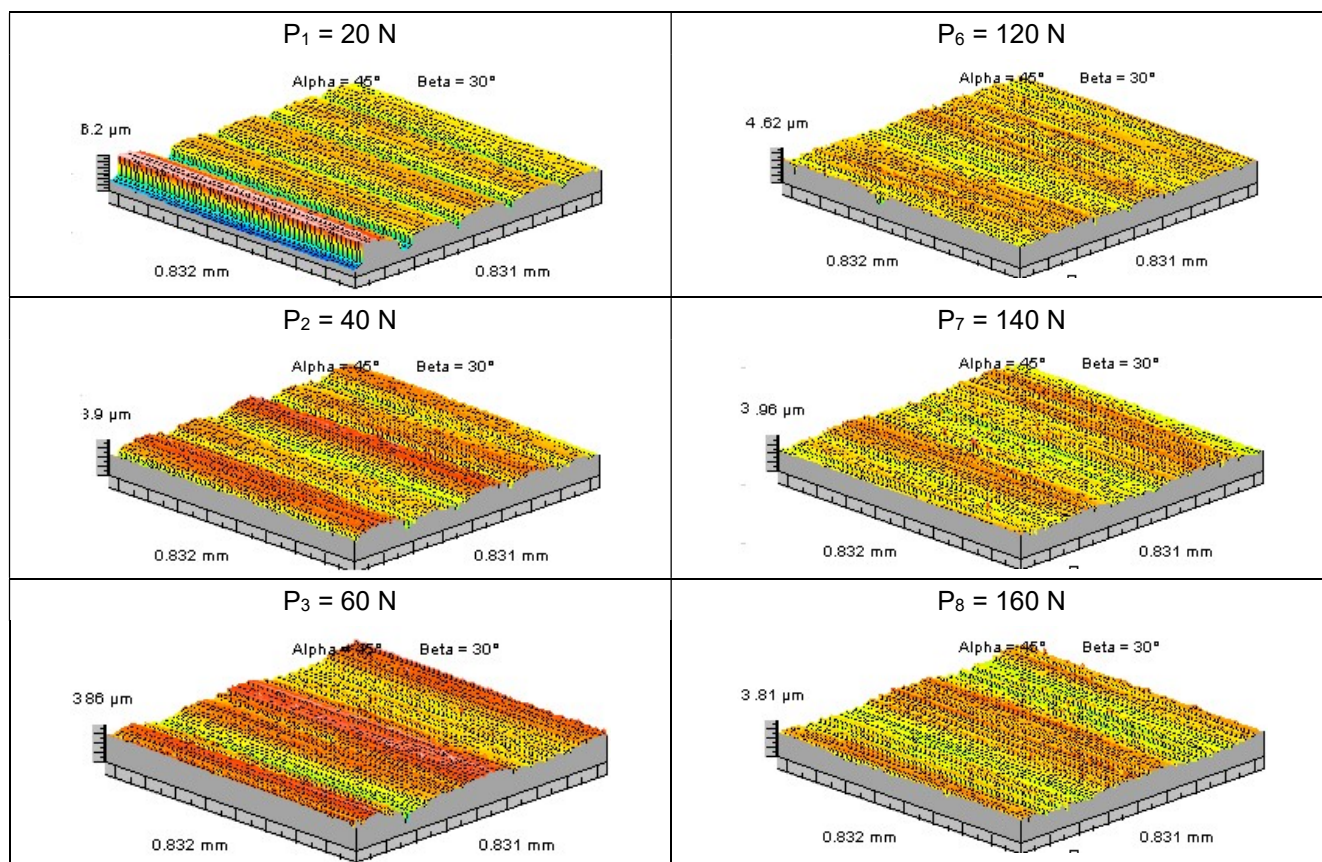 P₁ = 20 N
Alpha = 45° Beta = 30°
8.2 µm
0.832 mm 0.831 mm
P₆ = 120 N
Alpha = 45° Beta = 30°
4.62 µm
0.832 mm 0.831 mm
P₂ = 40 N
Alpha = 45° Beta = 30°
3.9 µm
0.832 mm 0.831 mm
P₇ = 140 N
Alpha = 45° Beta = 30°
3.96 µm
0.832 mm 0.831 mm
P₃ = 60 N
Alpha = 45° Beta = 30°
3.86 µm
0.832 mm 0.831 mm
P₈ = 160 N
Alpha = 45° Beta = 30°
3.81 µm
0.832 mm 0.831 mm